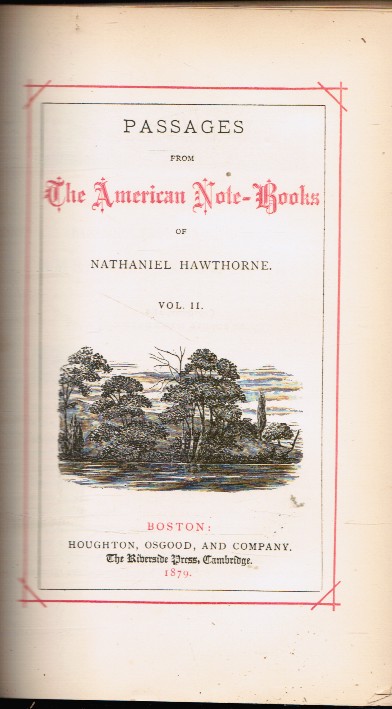 PASSAGES
FROM
The American Note-Books
OF
NATHANIEL HAWTHORNE.
VOL. II.
BOSTON:
HOUGHTON, OSGOOD, AND COMPANY.
The Riverside Press, Cambridge.
1879.